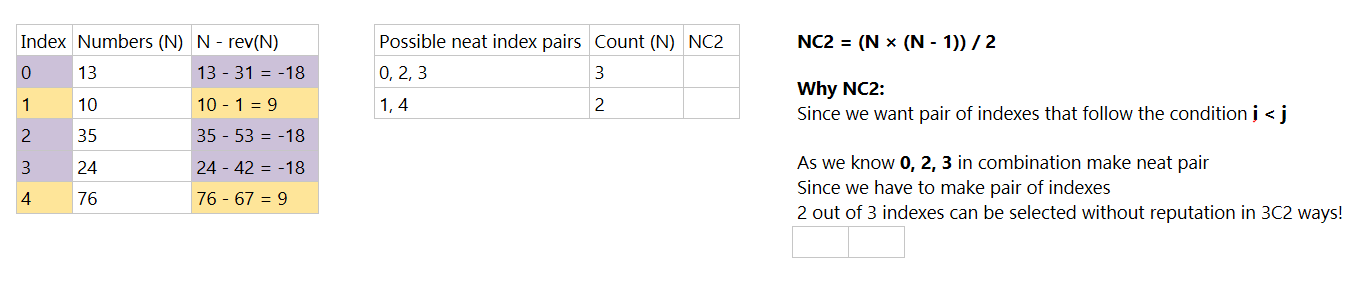 Index Numbers (N) N - rev(N)
0 13 13 - 31 = -18
1 10 10 - 1 = 9
2 35 35 - 53 = -18
3 24 24 - 42 = -18
4 76 76 - 67 = 9
Possible neat index pairs Count (N) NC2
0, 2, 3 3
1, 4 2
NC2 = (N × (N - 1)) / 2
Why NC2:
Since we want pair of indexes that follow the condition i < j
As we know 0, 2, 3 in combination make neat pair
Since we have to make pair of indexes
2 out of 3 indexes can be selected without reputation in 3C2 ways!